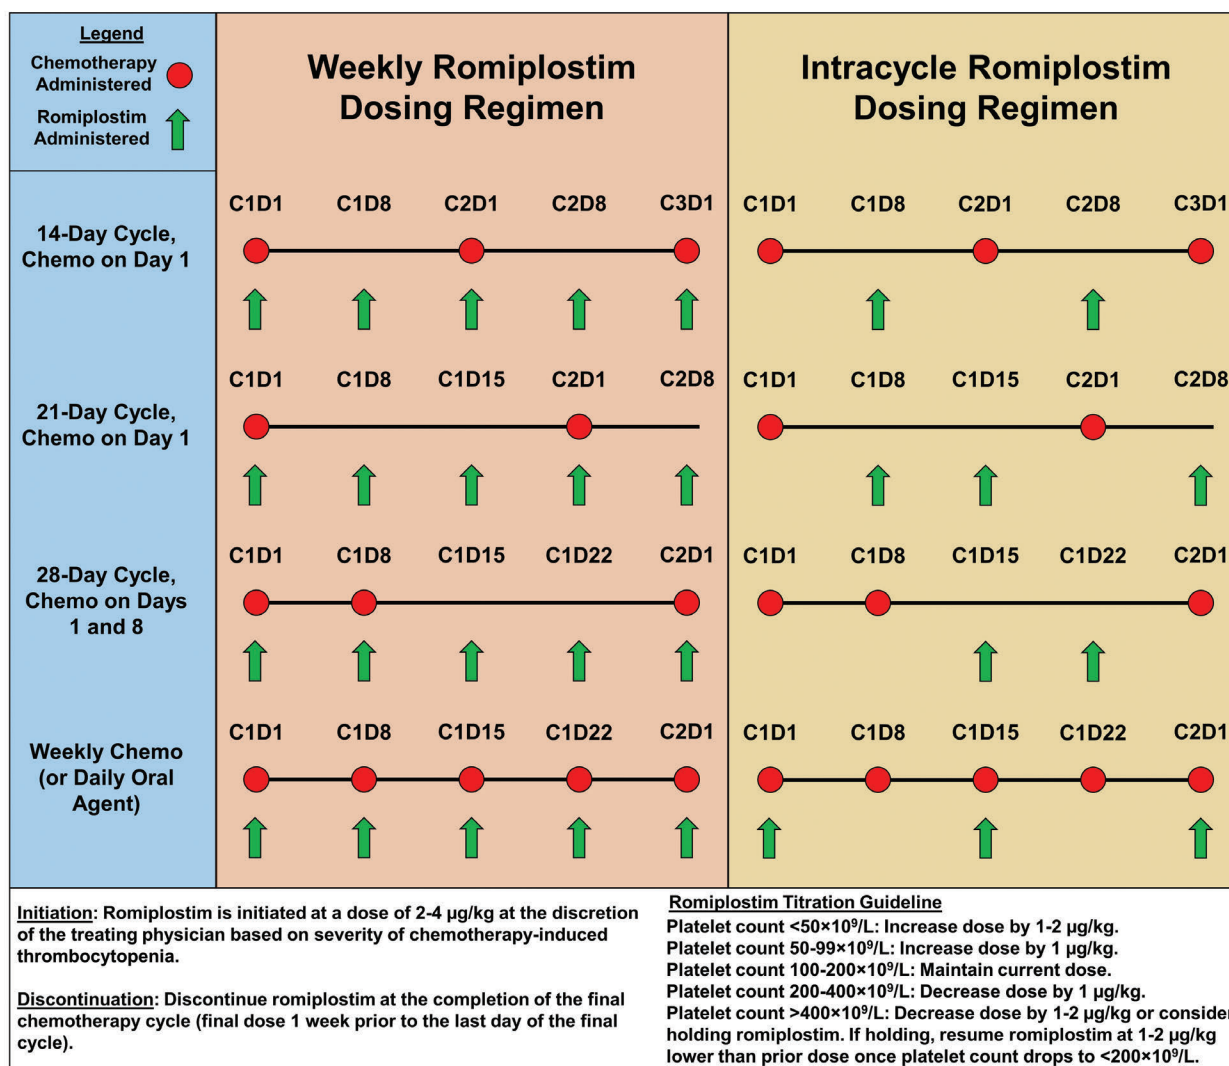 Legend
Chemotherapy
Administered
Romiplostim
Administered
Weekly Romiplostim
Dosing Regimen
Intracycle Romiplostim
Dosing Regimen
14-Day Cycle,
Chemo on Day 1
C1D1 C1D8 C2D1 C2D8 C3D1
C1D1 C1D8 C2D1 C2D8 C3D1
21-Day Cycle,
Chemo on Day 1
C1D1 C1D8 C1D15 C2D1 C2D8
C1D1 C1D8 C1D15 C2D1 C2D8
28-Day Cycle,
Chemo on Days
1 and 8
C1D1 C1D8 C1D15 C1D22 C2D1
C1D1 C1D8 C1D15 C1D22 C2D1
Weekly Chemo
(or Daily Oral
Agent)
C1D1 C1D8 C1D15 C1D22 C2D1
C1D1 C1D8 C1D15 C1D22 C2D1
Initiation: Romiplostim is initiated at a dose of 2-4 µg/kg at the discretion
of the treating physician based on severity of chemotherapy-induced
thrombocytopenia.
Discontinuation: Discontinue romiplostim at the completion of the final
chemotherapy cycle (final dose 1 week prior to the last day of the final
cycle).
Romiplostim Titration Guideline
Platelet count <50×10⁹/L: Increase dose by 1-2 µg/kg.
Platelet count 50-99×10⁹/L: Increase dose by 1 µg/kg.
Platelet count 100-200×10⁹/L: Maintain current dose.
Platelet count 200-400×10⁹/L: Decrease dose by 1 µg/kg.
Platelet count >400×10⁹/L: Decrease dose by 1-2 µg/kg or consider
holding romiplostim. If holding, resume romiplostim at 1-2 µg/kg
lower than prior dose once platelet count drops to <200×10⁹/L.